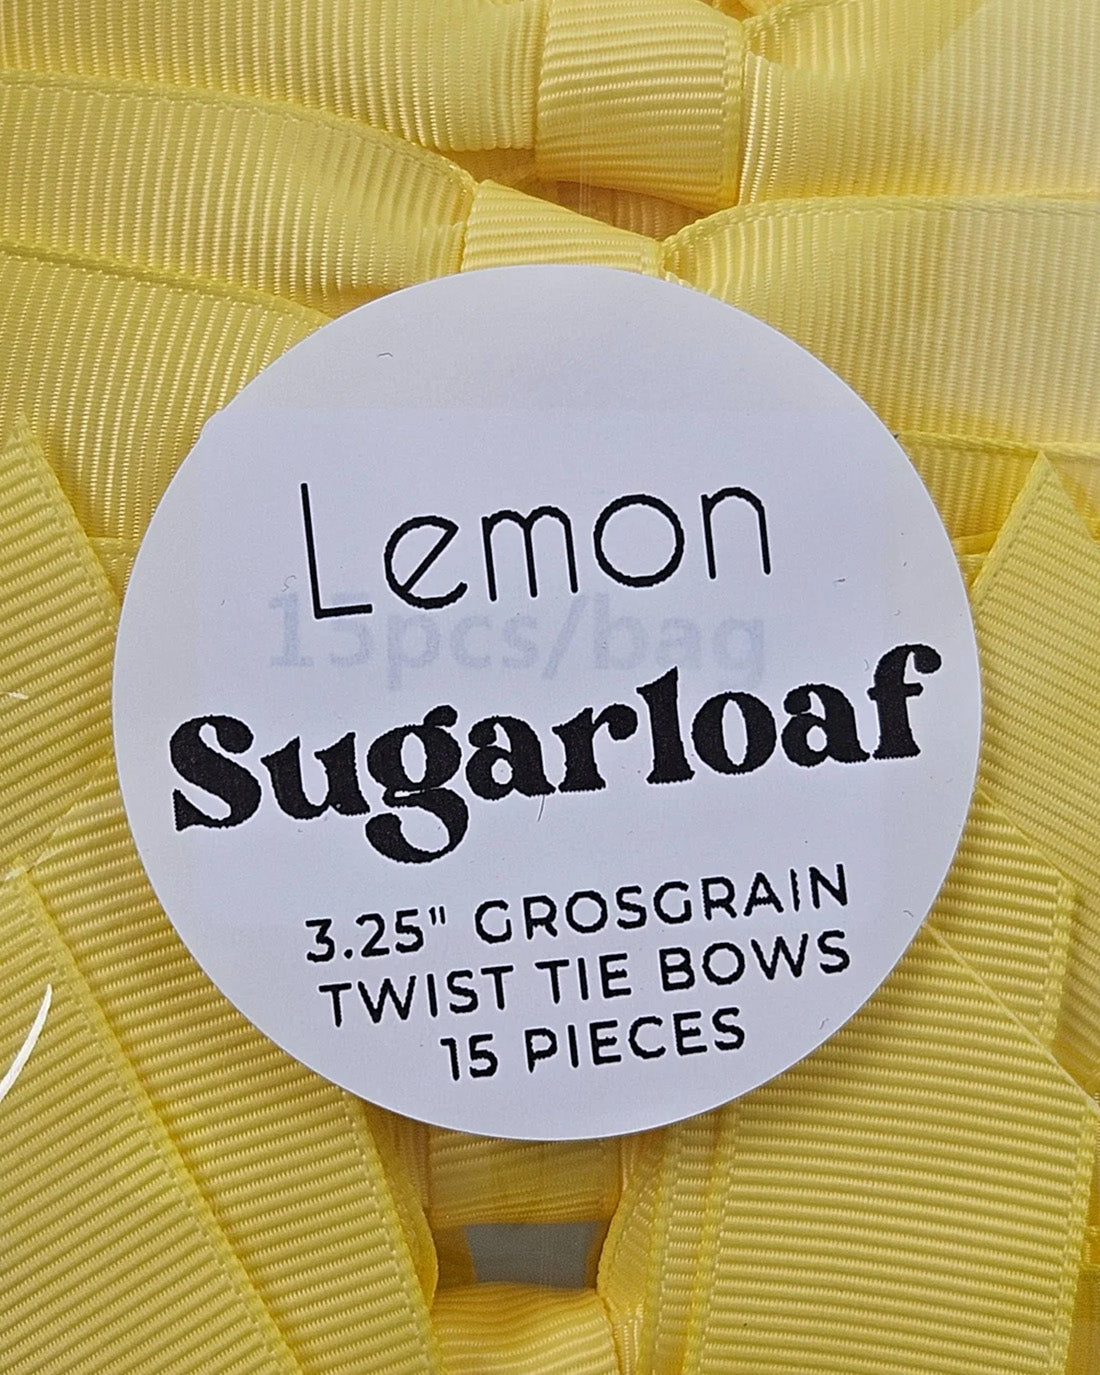 Lemon
15pcs/bag
Sugarloaf
3.25" GROSGRAIN
TWIST TIE BOWS
15 PIECES